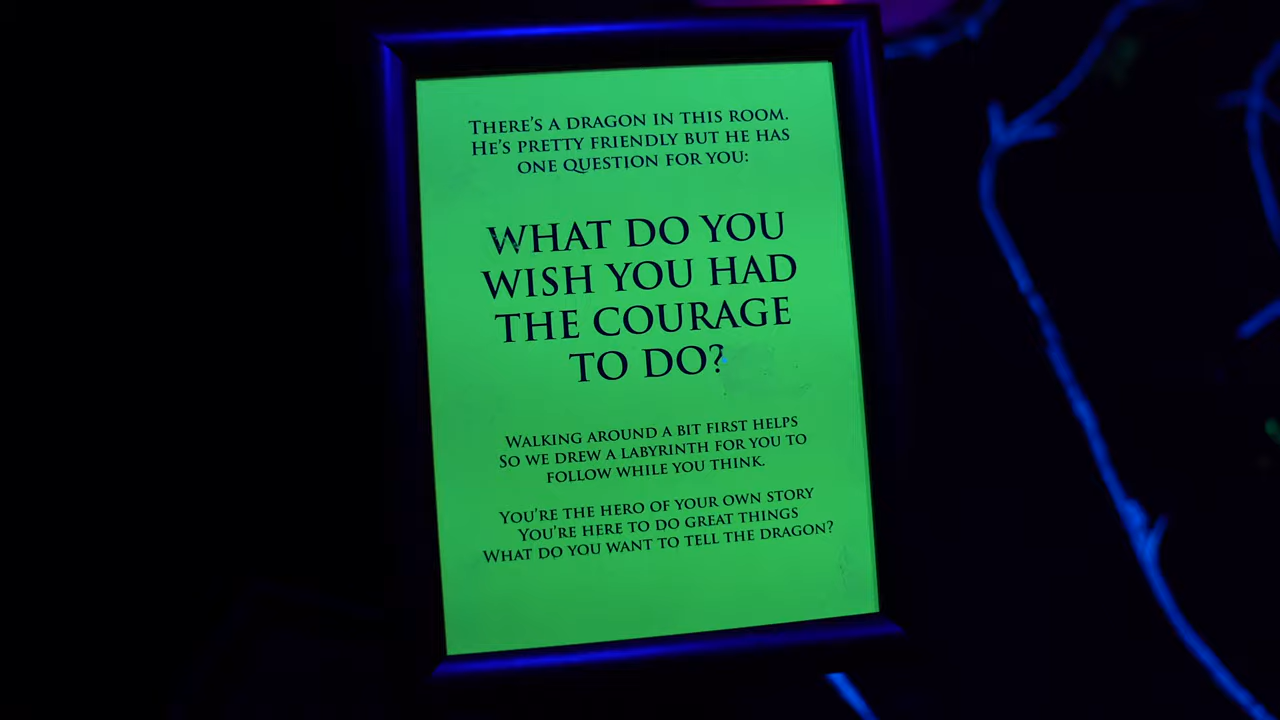 THERE'S A DRAGON IN THIS ROOM.
HE'S PRETTY FRIENDLY BUT HE HAS
ONE QUESTION FOR YOU:
WHAT DO YOU
WISH YOU HAD
THE COURAGE
TO DO?
WALKING AROUND A BIT FIRST HELPS
SO WE DREW A LABYRINTH FOR YOU TO
FOLLOW WHILE YOU THINK.
YOU'RE THE HERO OF YOUR OWN STORY
YOU'RE HERE TO DO GREAT THINGS
WHAT DO YOU WANT TO TELL THE DRAGON?